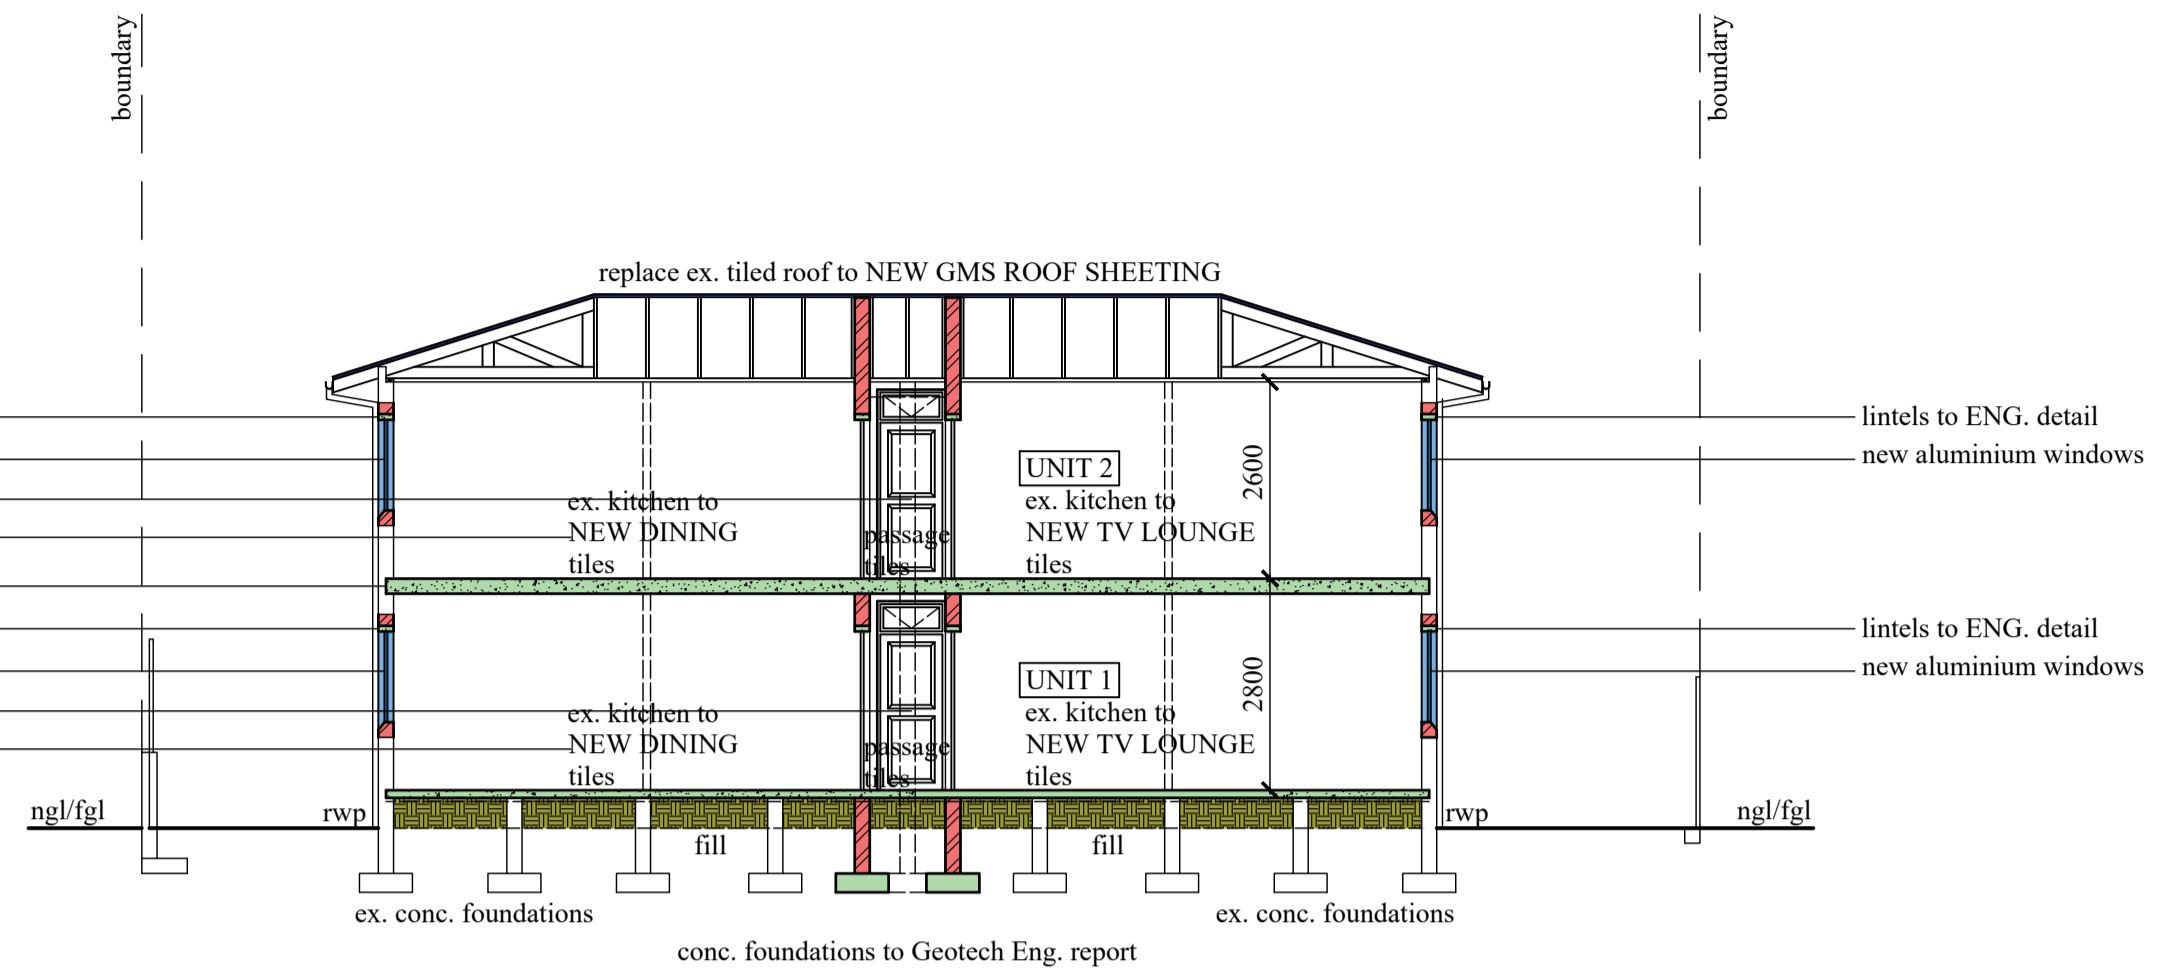 boundary
boundary
replace ex. tiled roof to NEW GMS ROOF SHEETING
lintels to ENG. detail
new aluminium windows
2600
UNIT 2
ex. kitchen to
NEW DINING
tiles
passage
tiles
ex. kitchen to
NEW TV LOUNGE
tiles
lintels to ENG. detail
new aluminium windows
2800
UNIT 1
ex. kitchen to
NEW DINING
tiles
passage
tiles
ex. kitchen to
NEW TV LOUNGE
tiles
ngl/fgl
rwp
rwp
ngl/fgl
fill
fill
ex. conc. foundations
ex. conc. foundations
conc. foundations to Geotech Eng. report